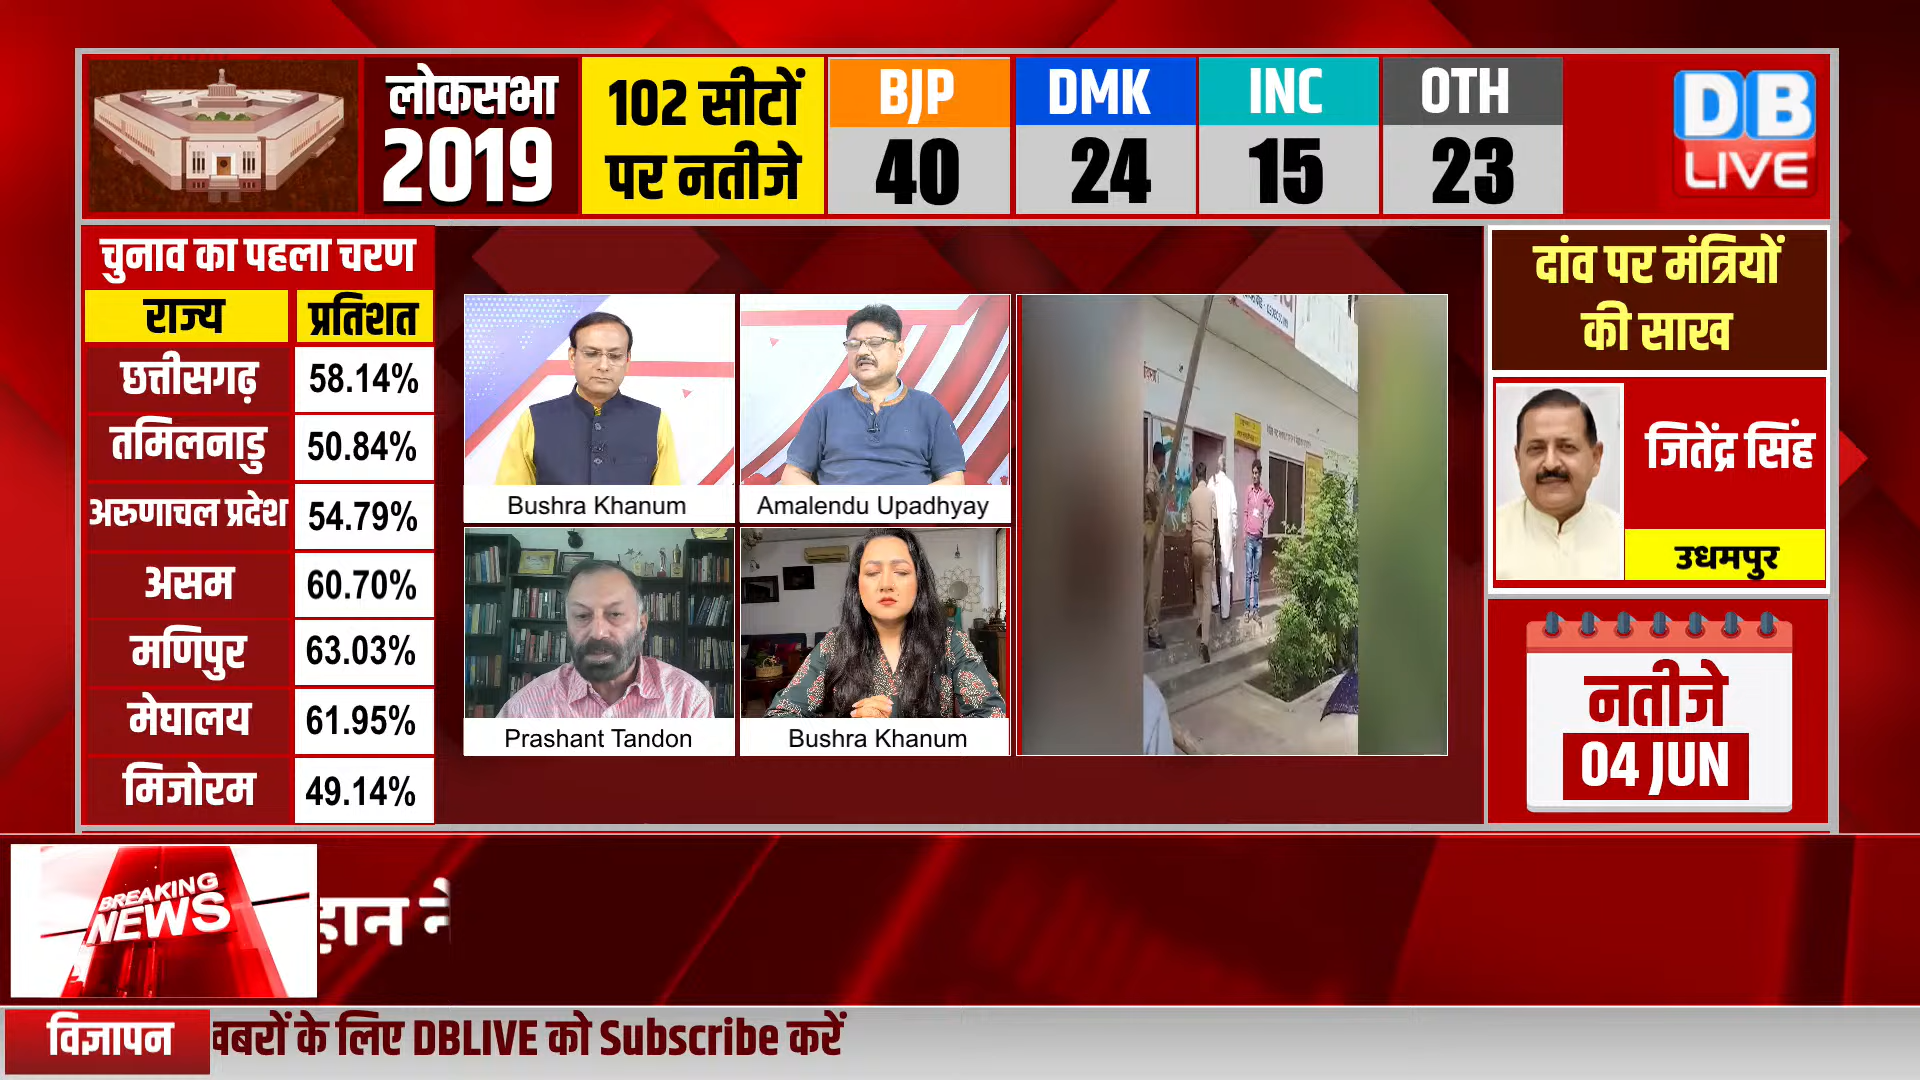 लोकसभा
2019
102 सीटों
पर नतीजे
BJP
40
DMK
24
INC
15
OTH
23
DB
LIVE
चुनाव का पहला चरण
राज्य प्रतिशत
छत्तीसगढ़ 58.14%
तमिलनाडु 50.84%
अरुणाचल प्रदेश 54.79%
असम 60.70%
मणिपुर 63.03%
मेघालय 61.95%
मिजोरम 49.14%
Bushra Khanum
Amalendu Upadhyay
Prashant Tandon
Bushra Khanum
दांव पर मंत्रियों
की साख
जितेंद्र सिंह
उधमपुर
नतीजे
04 JUN
BREAKING
NEWS
हान ने
विज्ञापन
खबरों के लिए DBLIVE को Subscribe करें